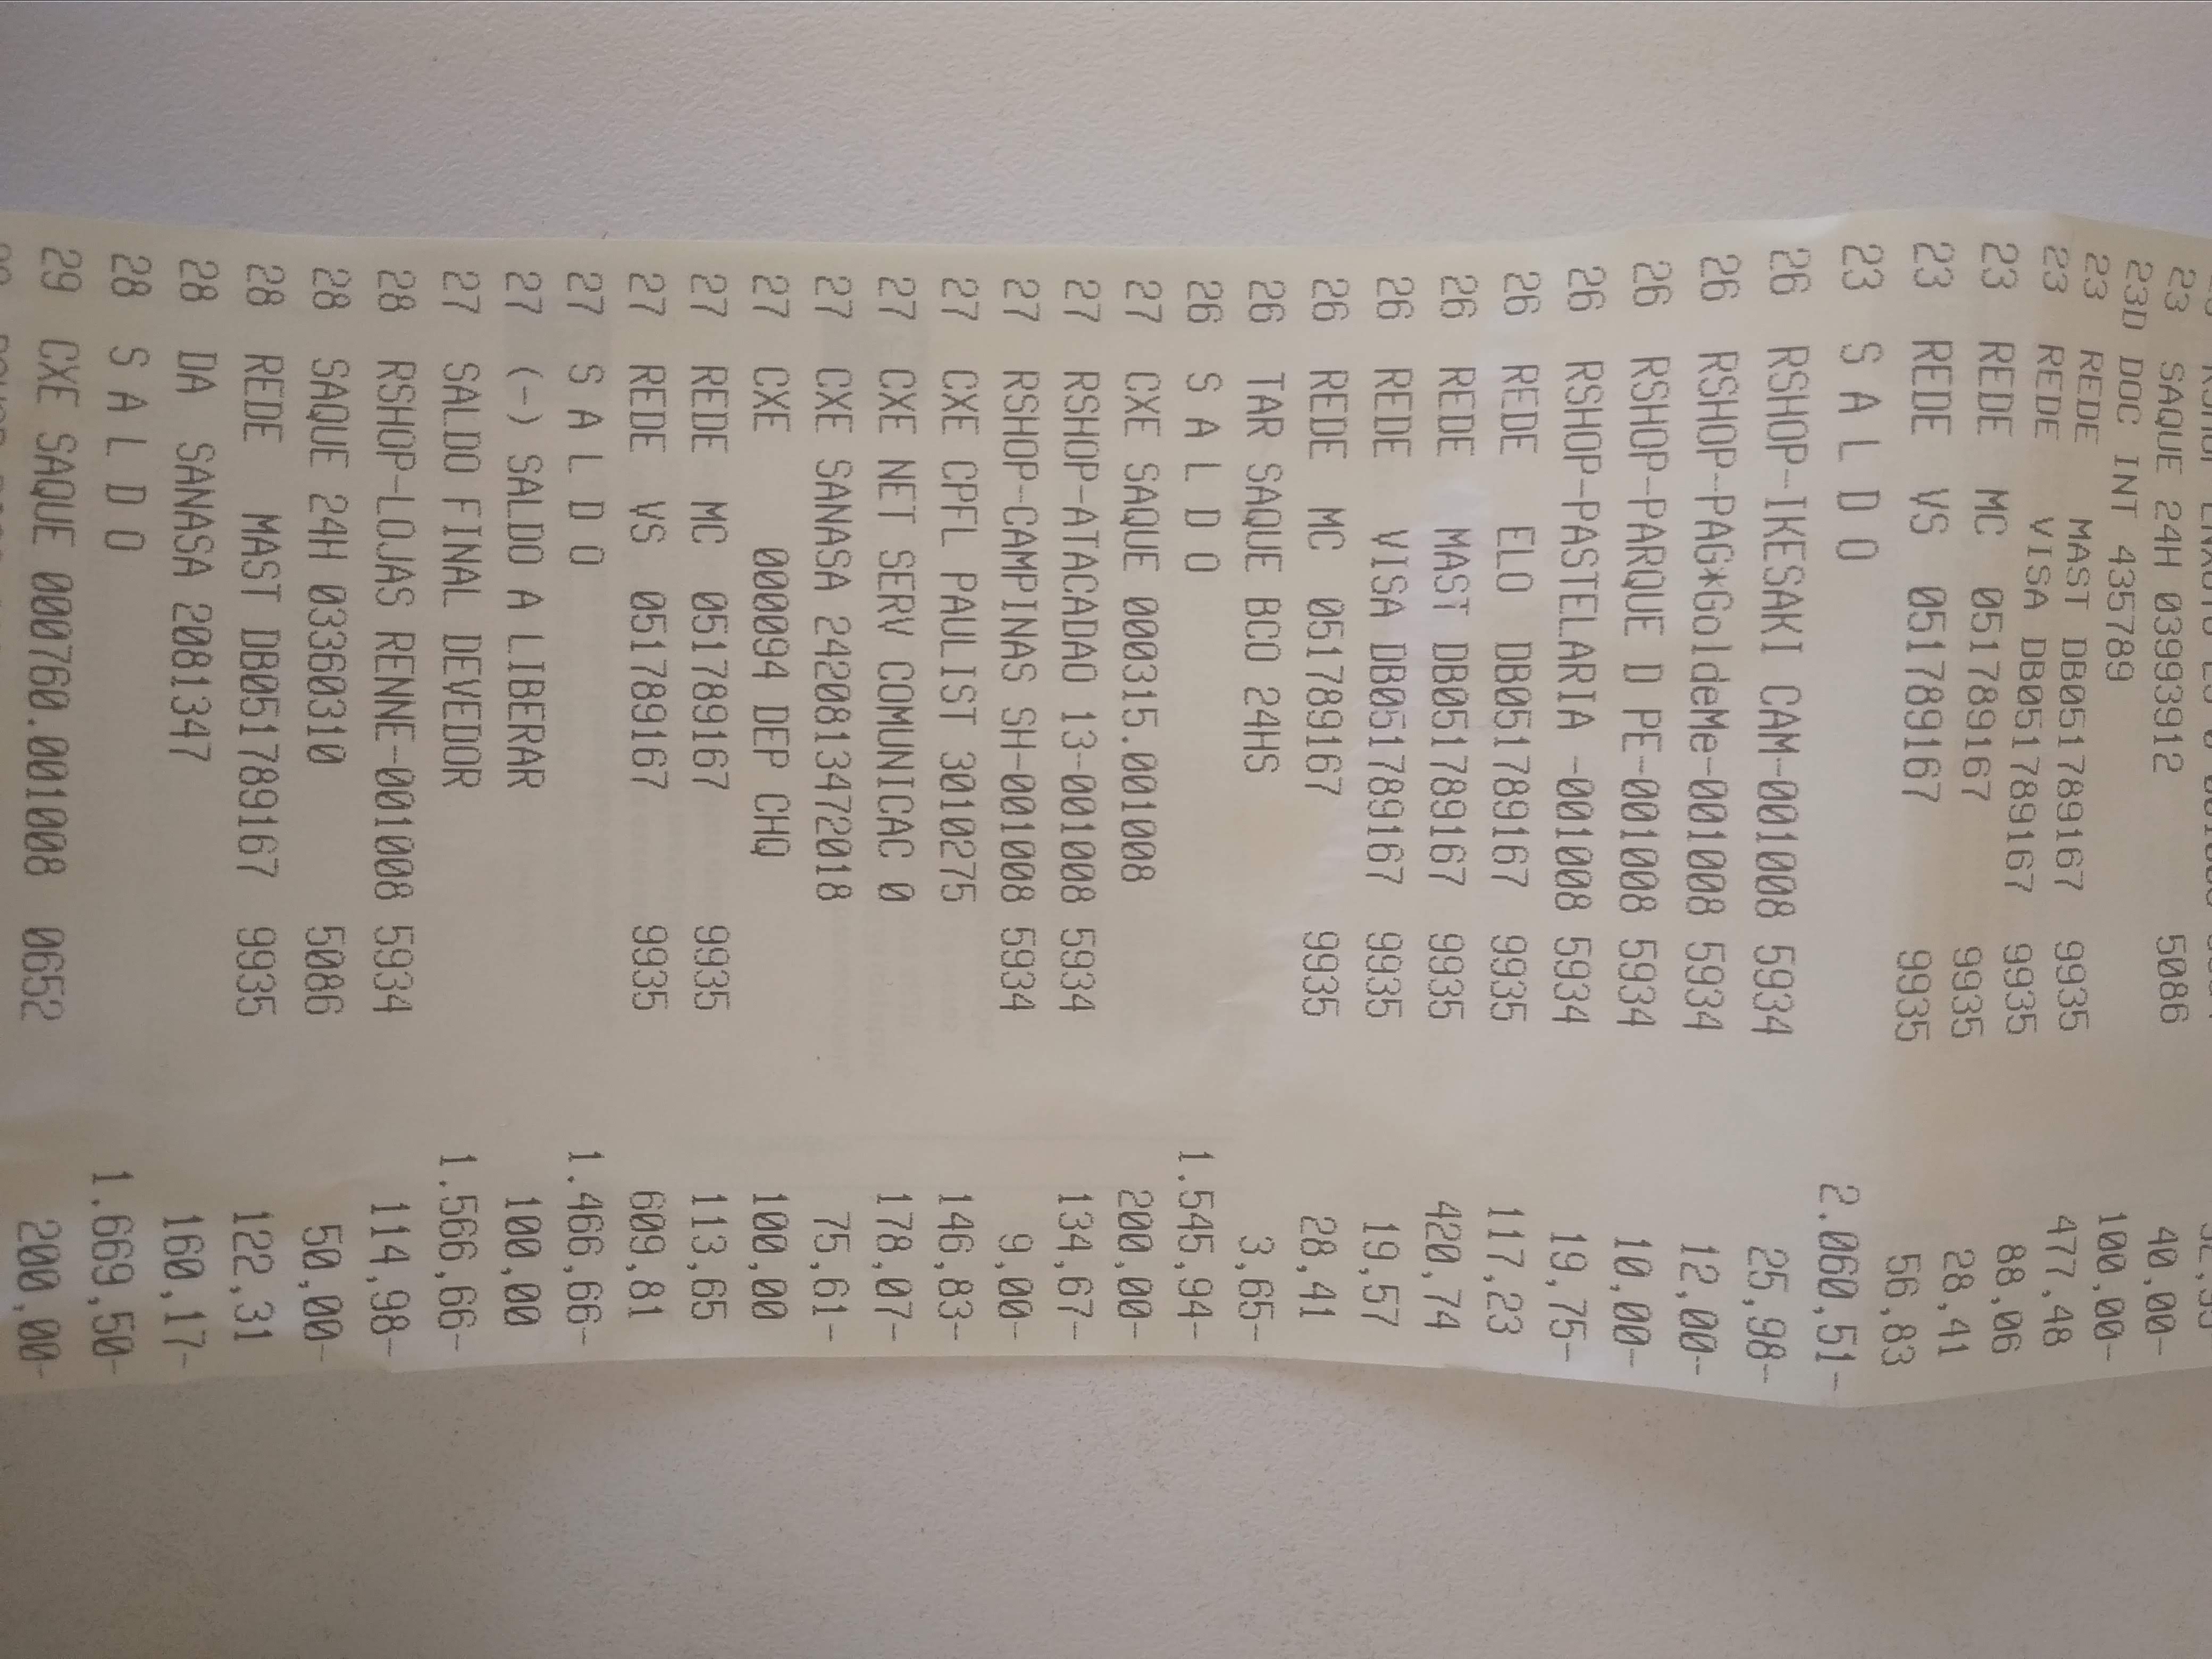 23 SAQUE 24H 03993912 5086 40,00-
23D DOC INT 435789 100,00-
23 REDE MAST DB051789167 9935 477,48
23 REDE VISA DB051789167 9935 88,06
23 REDE MC 051789167 9935 28,41
23 REDE VS 051789167 9935 56,83
23 S A L D O 2.060,51-
26 RSHOP-IKESAKI CAM-001008 5934 25,98-
26 RSHOP-PAG*GoldeMe-001008 5934 12,00-
26 RSHOP-PARQUE D PE-001008 5934 10,00-
26 RSHOP-PASTELARIA -001008 5934 19,75-
26 REDE ELO DB051789167 9935 117,23
26 REDE MAST DB051789167 9935 420,74
26 REDE VISA DB051789167 9935 19,57
26 REDE MC 051789167 9935 28,41
26 TAR SAQUE BCO 24HS 3,65-
26 S A L D O 1.545,94-
27 CXE SAQUE 000315.001008 200,00-
27 RSHOP-ATACADAO 13-001008 5934 134,67-
27 RSHOP-CAMPINAS SH-001008 5934 9,00-
27 CXE CPFL PAULIST 3010275 146,83-
27 CXE NET SERV COMUNICAC 0 178,07-
27 CXE SANASA 2420813472018 75,61-
27 CXE 000094 DEP CHQ 100,00
27 REDE MC 051789167 9935 113,65
27 REDE VS 051789167 9935 609,81
27 S A L D O 1.466,66-
27 (-) SALDO A LIBERAR 100,00
27 SALDO FINAL DEVEDOR 1.566,66-
28 RSHOP-LOJAS RENNE-001008 5934 114,98-
28 SAQUE 24H 03360310 5086 50,00-
28 REDE MAST DB051789167 9935 122,31
28 DA SANASA 2081347 160,17-
28 S A L D O 1.669,50-
29 CXE SAQUE 000760.001008 0652 200,00-